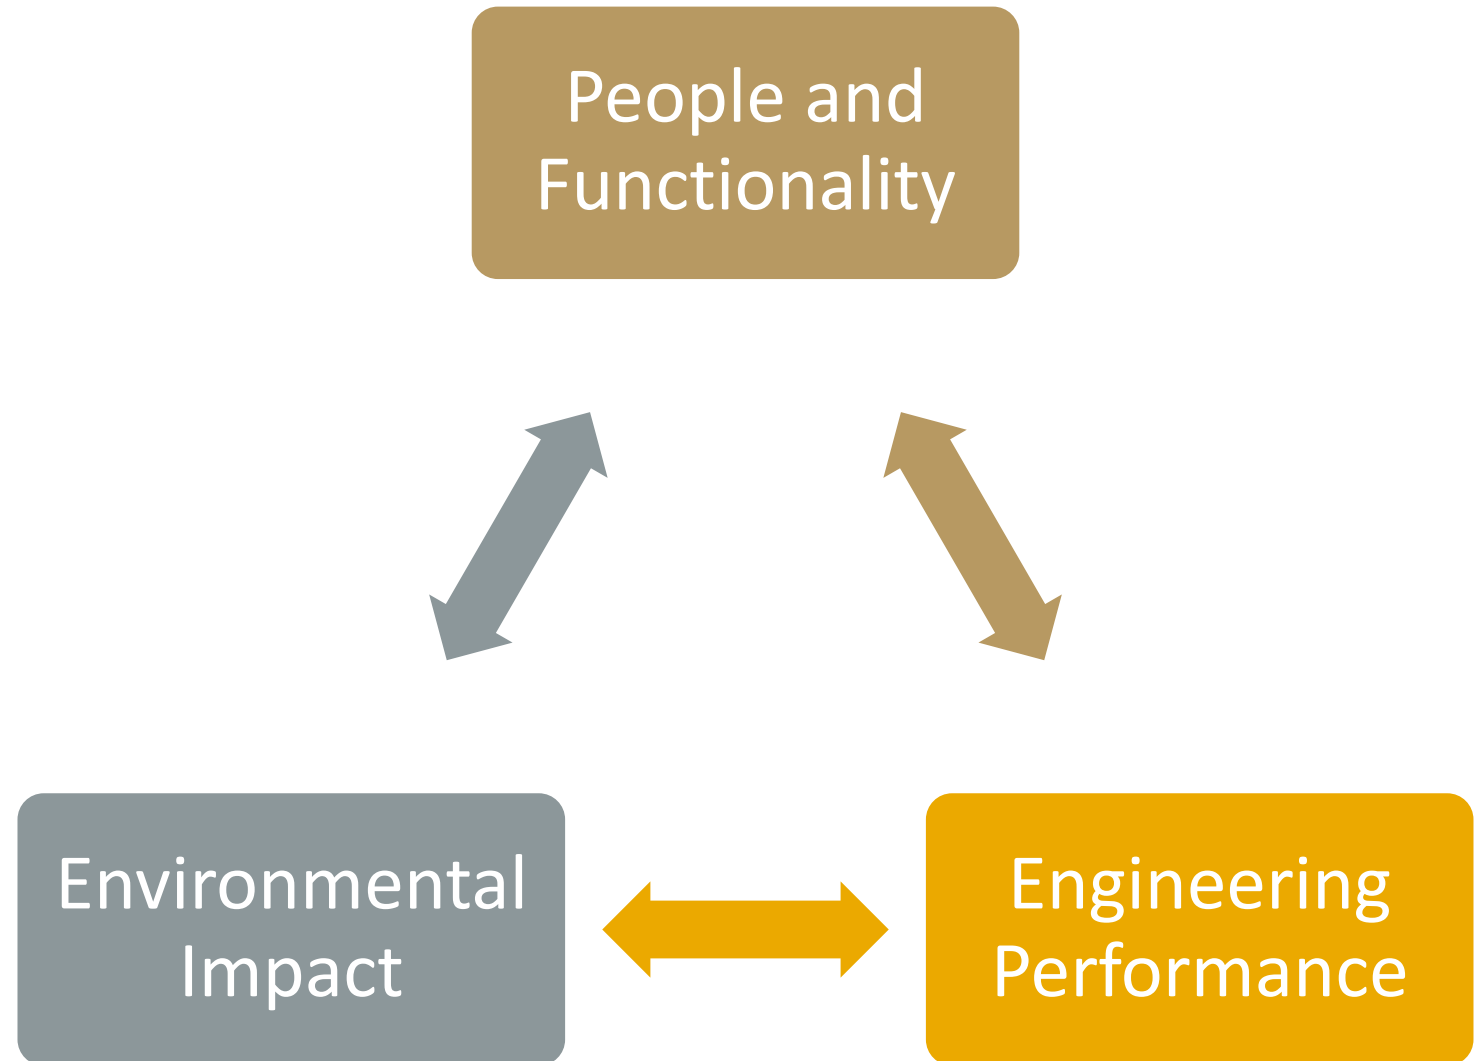 People and
Functionality
Environmental
Impact
Engineering
Performance